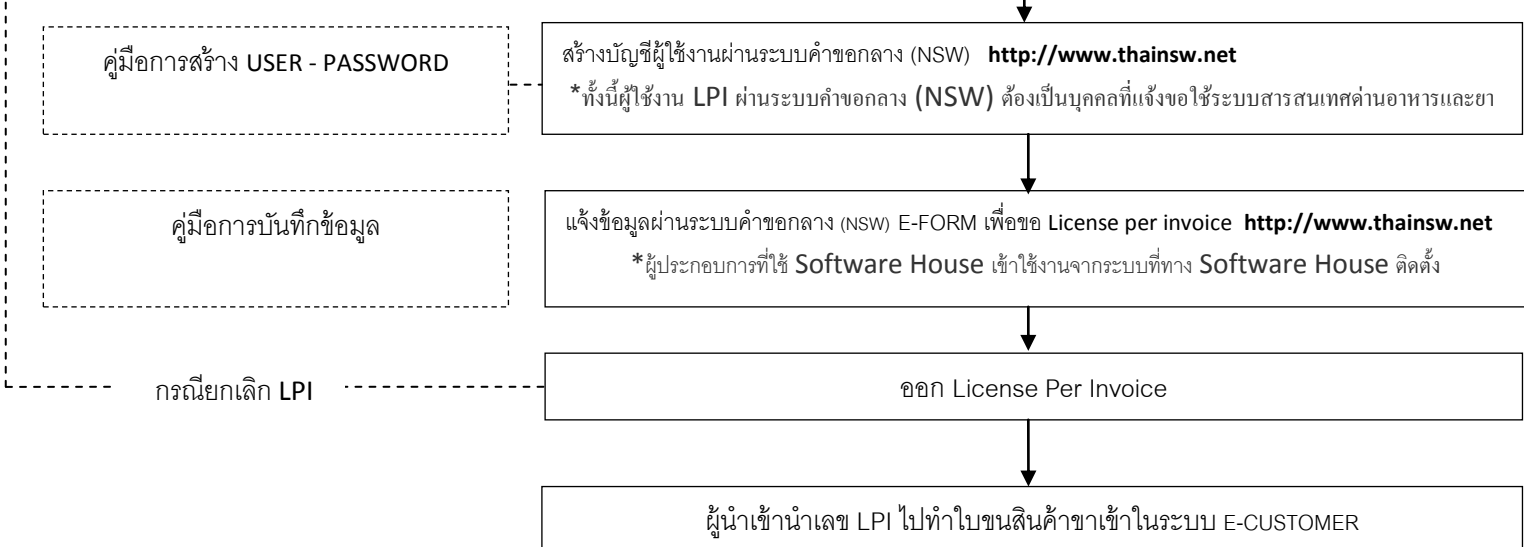 คู่มือการสร้าง USER - PASSWORD
สร้างบัญชีผู้ใช้งานผ่านระบบคำขอกลาง (NSW) http://www.thainsw.net
*ทั้งนี้ผู้ใช้งาน LPI ผ่านระบบคำขอกลาง (NSW) ต้องเป็นบุคคลที่แจ้งขอใช้ระบบสารสนเทศด่านอาหารและยา
คู่มือการบันทึกข้อมูล
แจ้งข้อมูลผ่านระบบคำขอกลาง (NSW) E-FORM เพื่อขอ License per invoice http://www.thainsw.net
*ผู้ประกอบการที่ใช้ Software House เข้าใช้งานจากระบบที่ทาง Software House ติดตั้ง
กรณียกเลิก LPI
ออก License Per Invoice
ผู้นำเข้านำเลข LPI ไปทำใบขนสินค้าขาเข้าในระบบ E-CUSTOMER